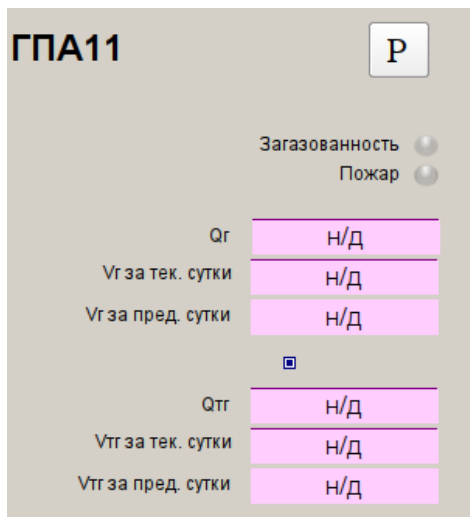 ГПА11 Р
Загазованность
Пожар
Qг н/д
Vг за тек. сутки н/д
Vг за пред. сутки н/д
Qтг н/д
Vтг за тек. сутки н/д
Vтг за пред. сутки н/д